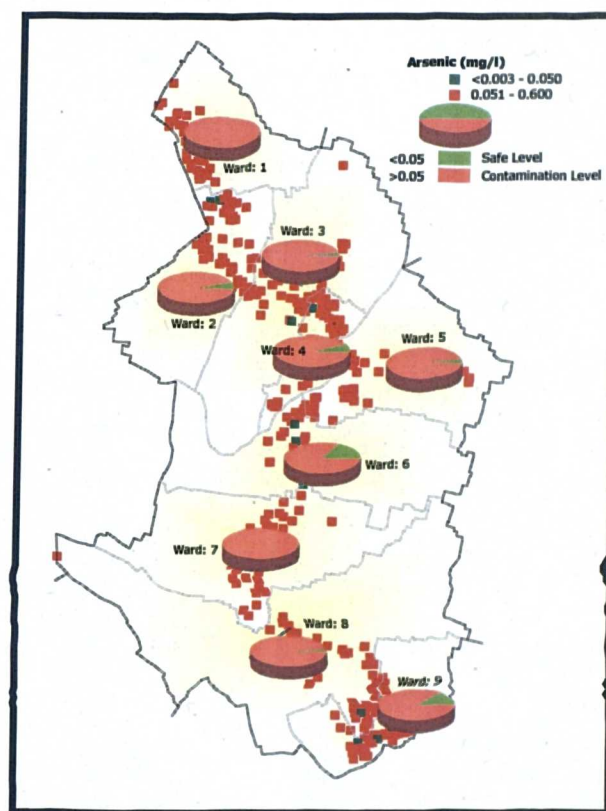 Arsenic (mg/l)
<0.003 - 0.050
0.051 - 0.600
<0.05 Safe Level
>0.05 Contamination Level
Ward: 1
Ward: 3
Ward: 2
Ward: 4
Ward: 5
Ward: 6
Ward: 7
Ward: 8
Ward: 9